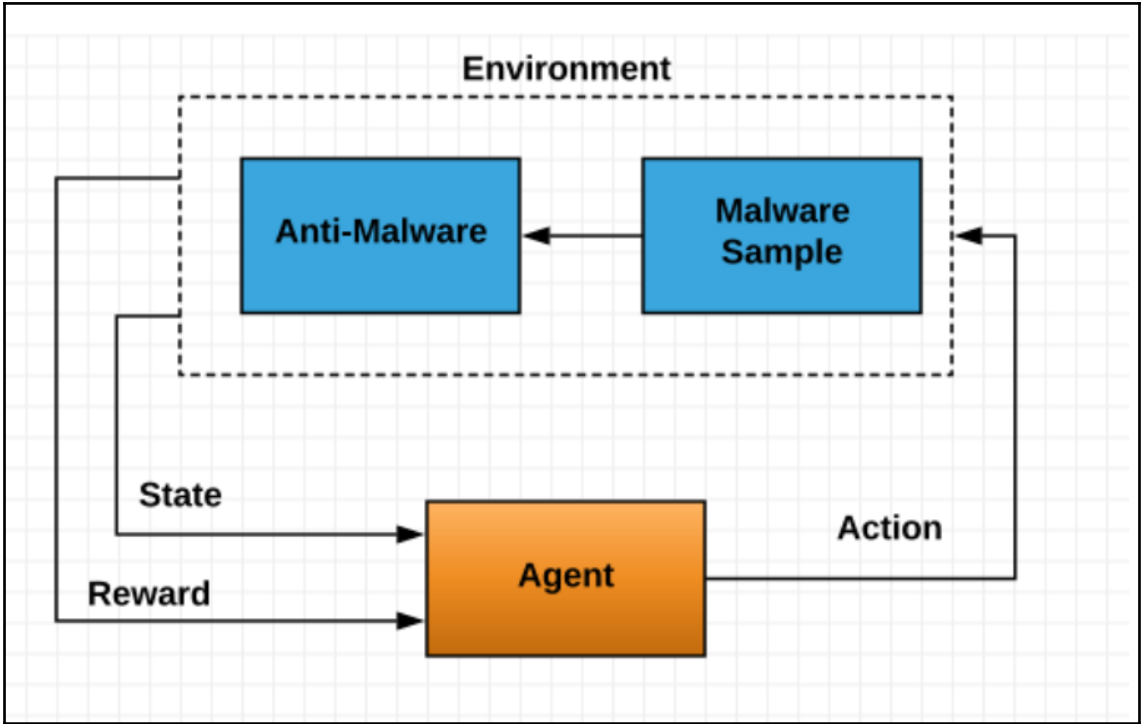 Environment
Anti-Malware
Malware
Sample
State
Action
Agent
Reward